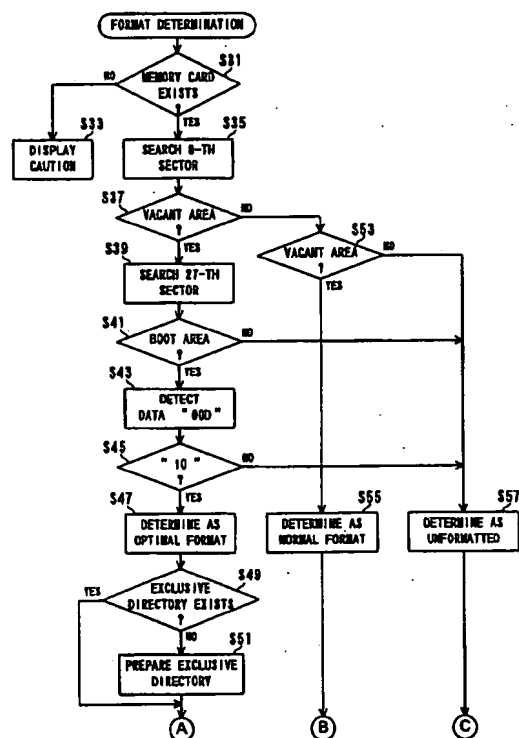 FORMAT DETERMINATION
S31
MEMORY CARD
EXISTS
?
NO
YES
S33
DISPLAY
CAUTION
S35
SEARCH 0-TH
SECTOR
S37
VACANT AREA
?
NO
YES
S53
VACANT AREA
?
NO
YES
S39
SEARCH 27-TH
SECTOR
S41
BOOT AREA
?
NO
YES
S43
DETECT
DATA "00D"
S45
"10"
?
NO
YES
S47
DETERMINE AS
OPTIMAL FORMAT
S55
DETERMINE AS
NORMAL FORMAT
S57
DETERMINE AS
UNFORMATTED
S49
EXCLUSIVE
DIRECTORY EXISTS
?
YES
NO
S51
PREPARE EXCLUSIVE
DIRECTORY
A
B
C